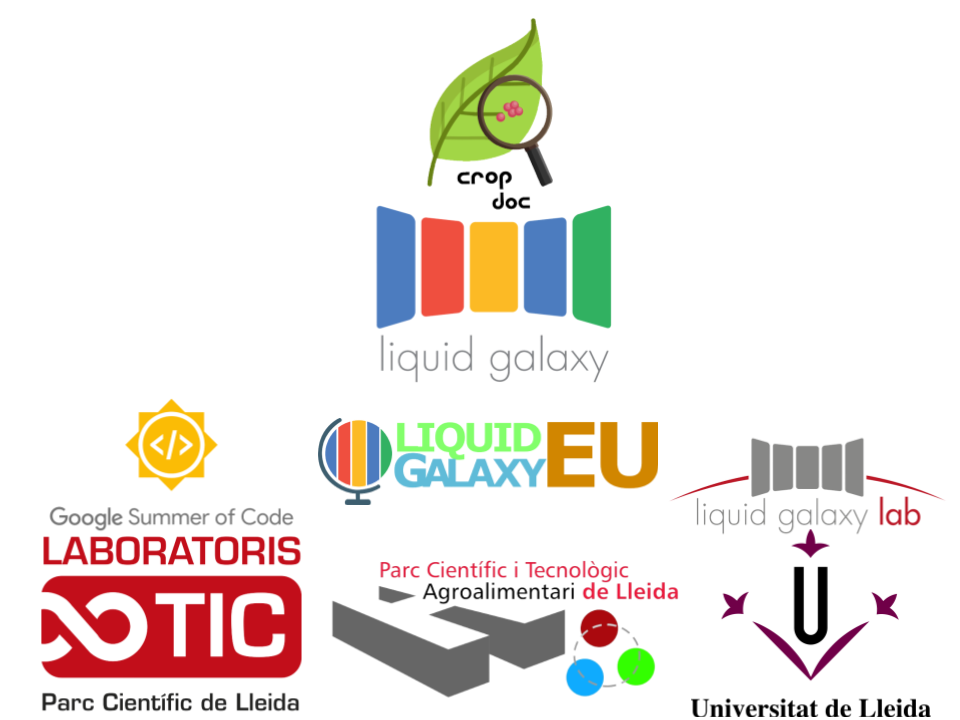 crop
doc
liquid galaxy
</>
Google Summer of Code
LIQUID
GALAXY
EU
liquid galaxy lab
LABORATORIS
TIC
Parc Científic de Lleida
Parc Científic i Tecnològic
Agroalimentari de Lleida
U
Universitat de Lleida